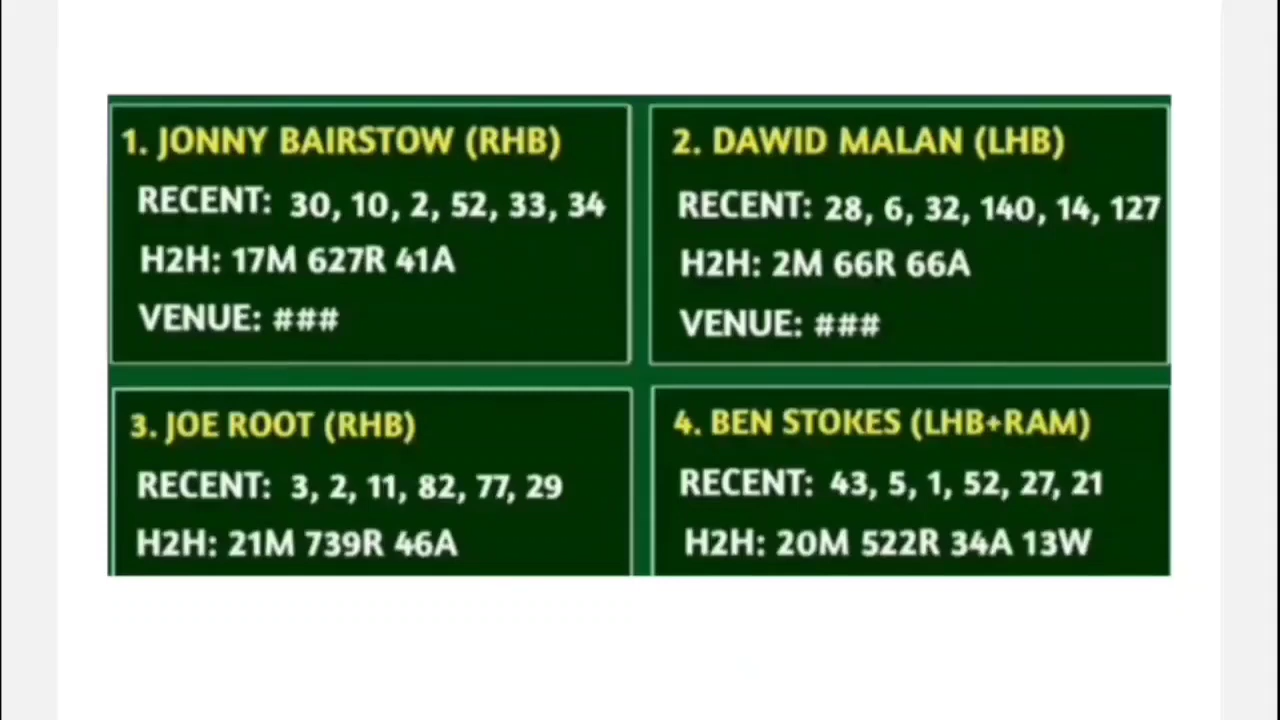 1. JONNY BAIRSTOW (RHB)
RECENT: 30, 10, 2, 52, 33, 34
H2H: 17M 627R 41A
VENUE: ###
2. DAWID MALAN (LHB)
RECENT: 28, 6, 32, 140, 14, 127
H2H: 2M 66R 66A
VENUE: ###
3. JOE ROOT (RHB)
RECENT: 3, 2, 11, 82, 77, 29
H2H: 21M 739R 46A
4. BEN STOKES (LHB+RAM)
RECENT: 43, 5, 1, 52, 27, 21
H2H: 20M 522R 34A 13W